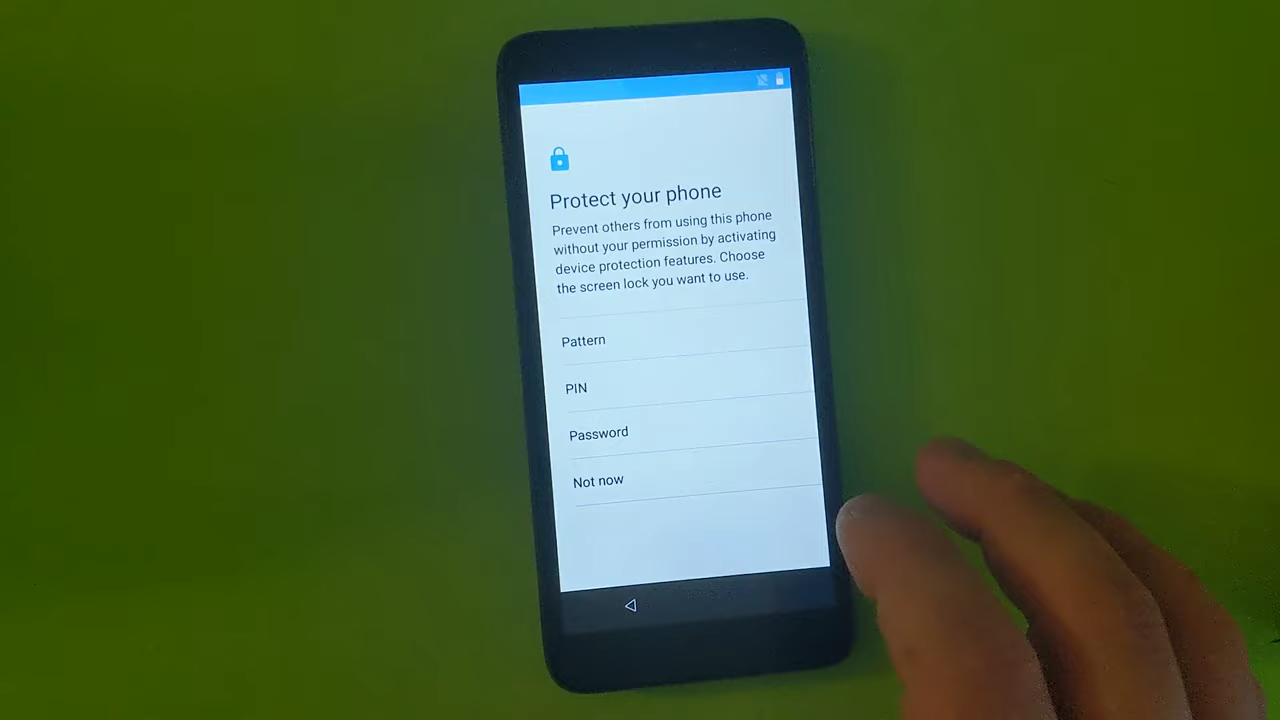 Protect your phone
Prevent others from using this phone
without your permission by activating
device protection features. Choose
the screen lock you want to use.
Pattern
PIN
Password
Not now